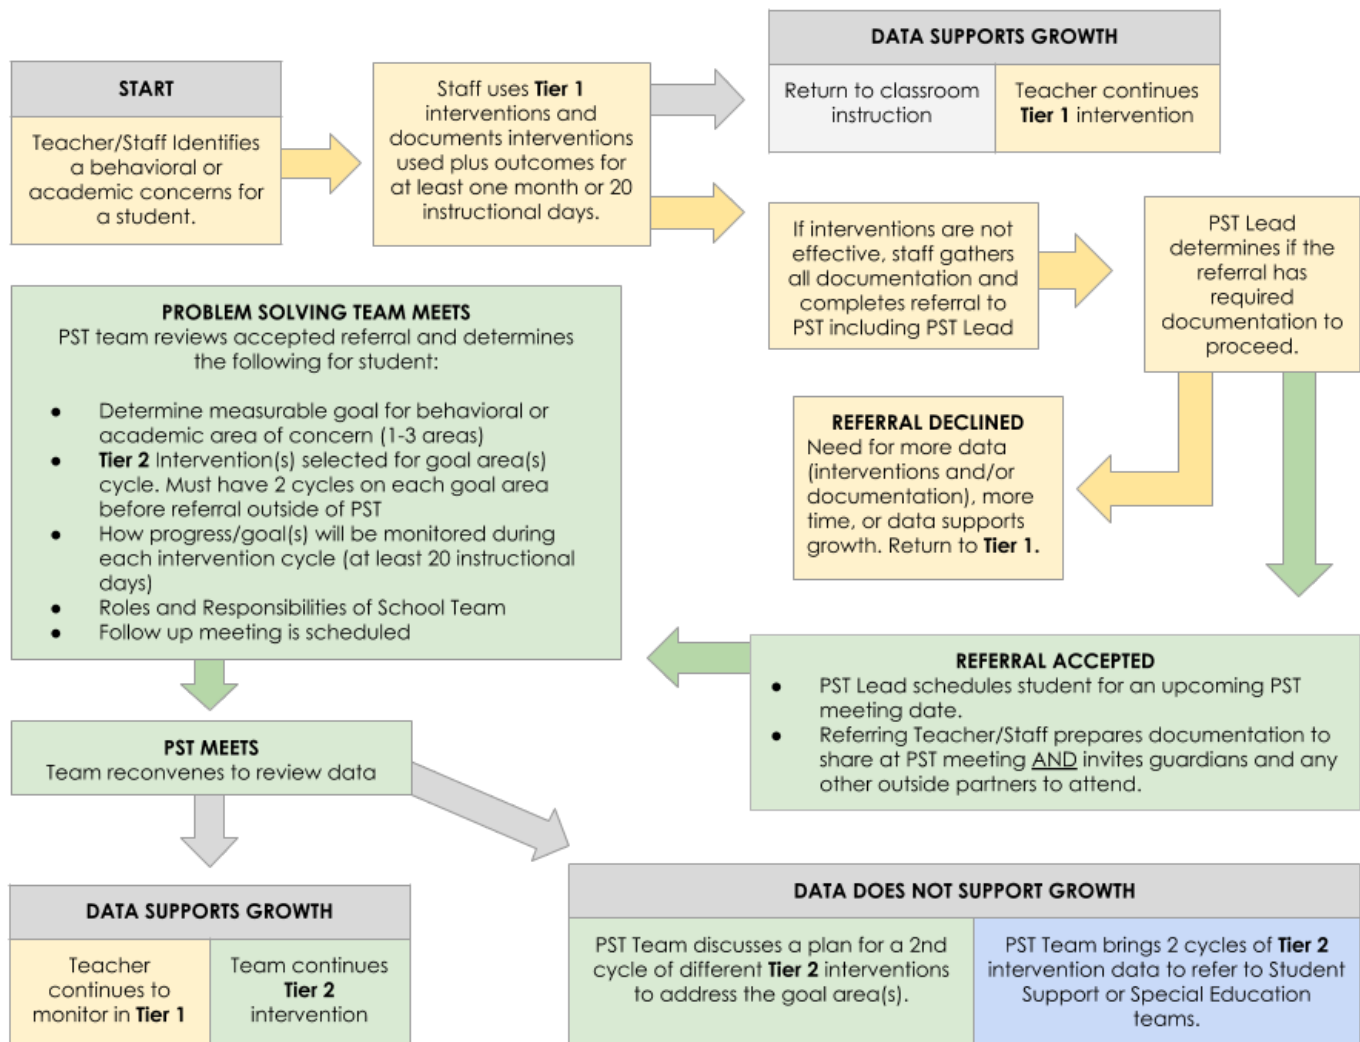 START
Teacher/Staff Identifies
a behavioral or
academic concerns for
a student.
Staff uses Tier 1
interventions and
documents interventions
used plus outcomes for
at least one month or 20
instructional days.
DATA SUPPORTS GROWTH
Return to classroom
instruction
Teacher continues
Tier 1 intervention
If interventions are not
effective, staff gathers
all documentation and
completes referral to
PST including PST Lead
PST Lead
determines if the
referral has
required
documentation to
proceed.
REFERRAL DECLINED
Need for more data
(interventions and/or
documentation), more
time, or data supports
growth. Return to Tier 1.
REFERRAL ACCEPTED
● PST Lead schedules student for an upcoming PST
meeting date.
● Referring Teacher/Staff prepares documentation to
share at PST meeting AND invites guardians and any
other outside partners to attend.
PROBLEM SOLVING TEAM MEETS
PST team reviews accepted referral and determines
the following for student:
● Determine measurable goal for behavioral or
academic area of concern (1-3 areas)
● Tier 2 Intervention(s) selected for goal area(s)
cycle. Must have 2 cycles on each goal area
before referral outside of PST
● How progress/goal(s) will be monitored during
each intervention cycle (at least 20 instructional
days)
● Roles and Responsibilities of School Team
● Follow up meeting is scheduled
PST MEETS
Team reconvenes to review data
DATA SUPPORTS GROWTH
Teacher
continues to
monitor in Tier 1
Team continues
Tier 2
intervention
DATA DOES NOT SUPPORT GROWTH
PST Team discusses a plan for a 2nd
cycle of different Tier 2 interventions
to address the goal area(s).
PST Team brings 2 cycles of Tier 2
intervention data to refer to Student
Support or Special Education
teams.